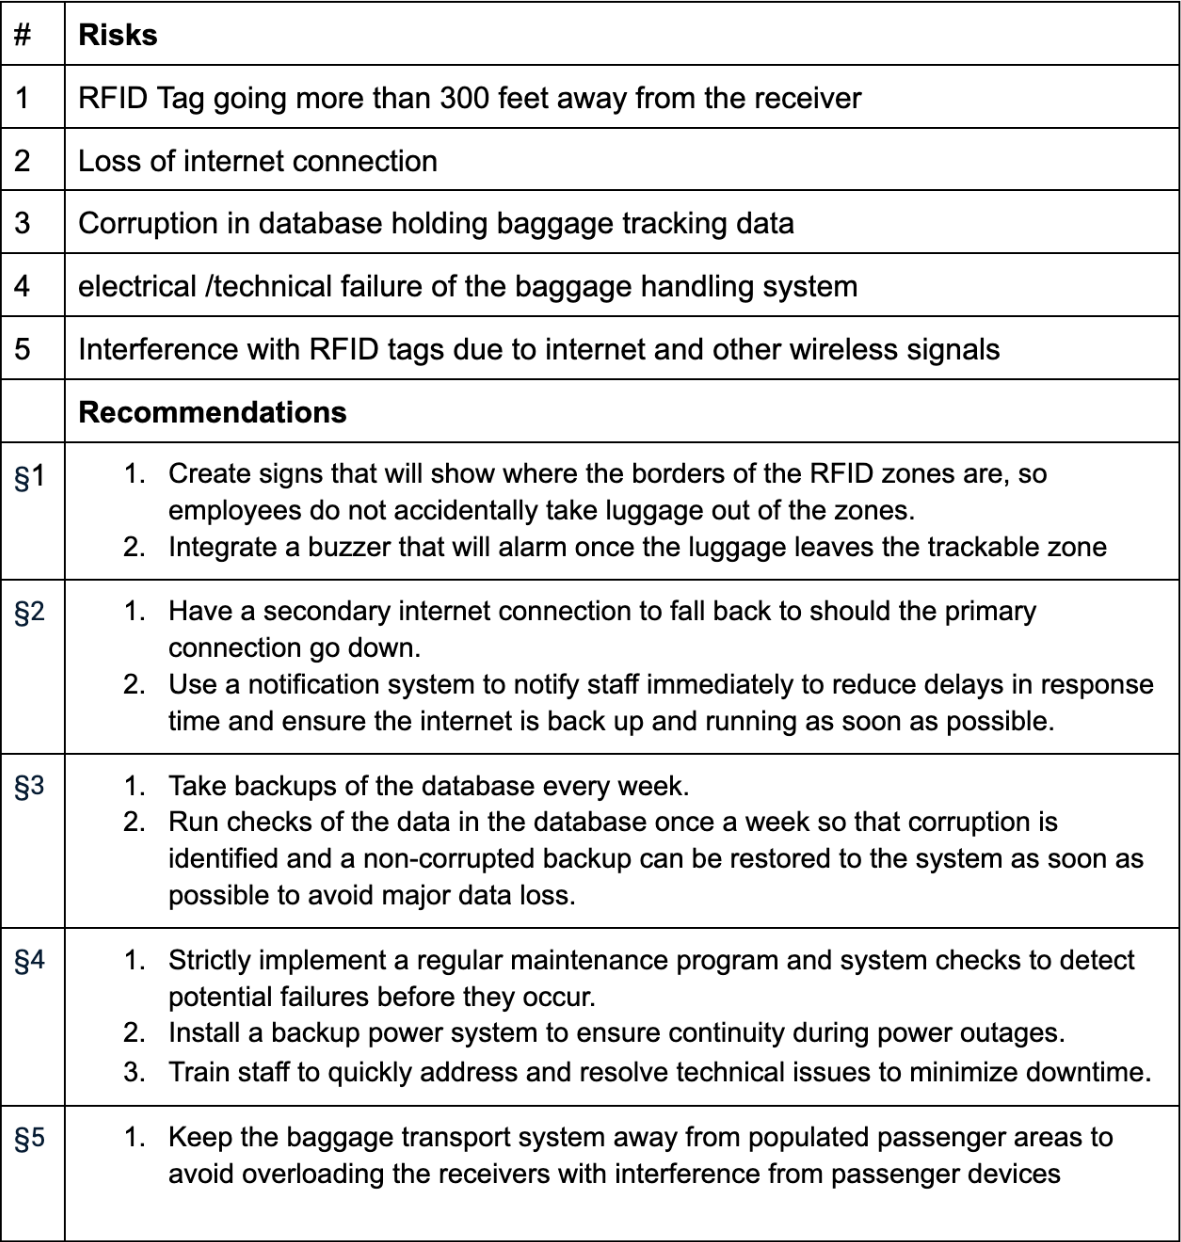 # Risks
1 RFID Tag going more than 300 feet away from the receiver
2 Loss of internet connection
3 Corruption in database holding baggage tracking data
4 electrical /technical failure of the baggage handling system
5 Interference with RFID tags due to internet and other wireless signals
Recommendations
§1 1. Create signs that will show where the borders of the RFID zones are, so
employees do not accidentally take luggage out of the zones.
2. Integrate a buzzer that will alarm once the luggage leaves the trackable zone
§2 1. Have a secondary internet connection to fall back to should the primary
connection go down.
2. Use a notification system to notify staff immediately to reduce delays in response
time and ensure the internet is back up and running as soon as possible.
§3 1. Take backups of the database every week.
2. Run checks of the data in the database once a week so that corruption is
identified and a non-corrupted backup can be restored to the system as soon as
possible to avoid major data loss.
§4 1. Strictly implement a regular maintenance program and system checks to detect
potential failures before they occur.
2. Install a backup power system to ensure continuity during power outages.
3. Train staff to quickly address and resolve technical issues to minimize downtime.
§5 1. Keep the baggage transport system away from populated passenger areas to
avoid overloading the receivers with interference from passenger devices